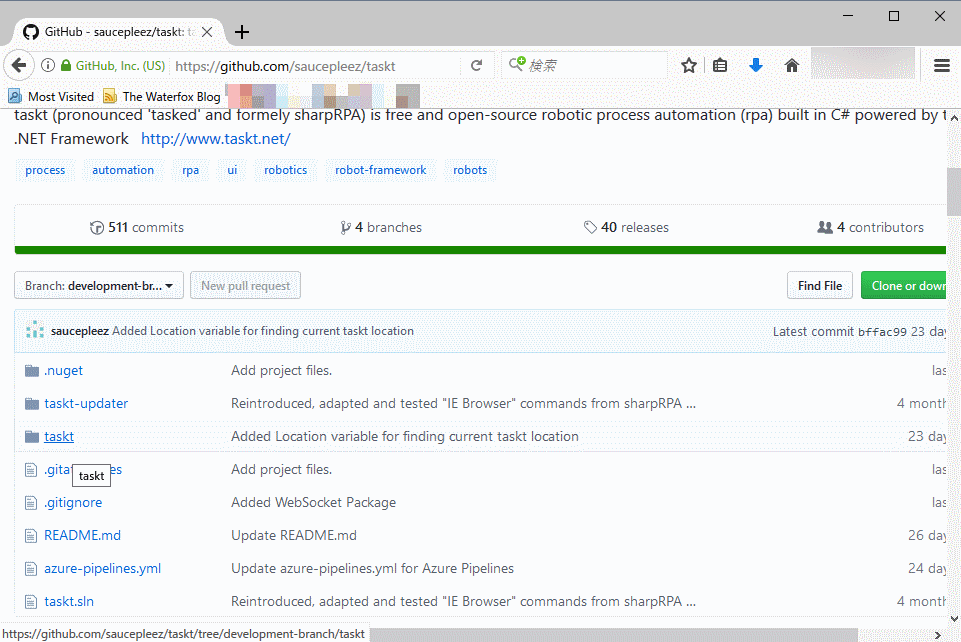 GitHub - saucepleez/taskt: t
GitHub, Inc. (US) https://github.com/saucepleez/taskt 検索
Most Visited The Waterfox Blog
taskt (pronounced 'tasked' and formely sharpRPA) is free and open-source robotic process automation (rpa) built in C# powered by t
.NET Framework http://www.taskt.net/
process automation rpa ui robotics robot-framework robots
511 commits 4 branches 40 releases 4 contributors
Branch: development-br... New pull request Find File Clone or down
saucepleez Added Location variable for finding current taskt location Latest commit bffac99 23 day
.nuget Add project files. las
taskt-updater Reintroduced, adapted and tested "IE Browser" commands from sharpRPA ... 4 month
taskt Added Location variable for finding current taskt location 23 day
.gitat es Add project files. las
taskt
.gitignore Added WebSocket Package las
README.md Update README.md 26 day
azure-pipelines.yml Update azure-pipelines.yml for Azure Pipelines 24 day
taskt.sln Reintroduced, adapted and tested "IE Browser" commands from sharpRPA ... 4 month
https://github.com/saucepleez/taskt/tree/development-branch/taskt